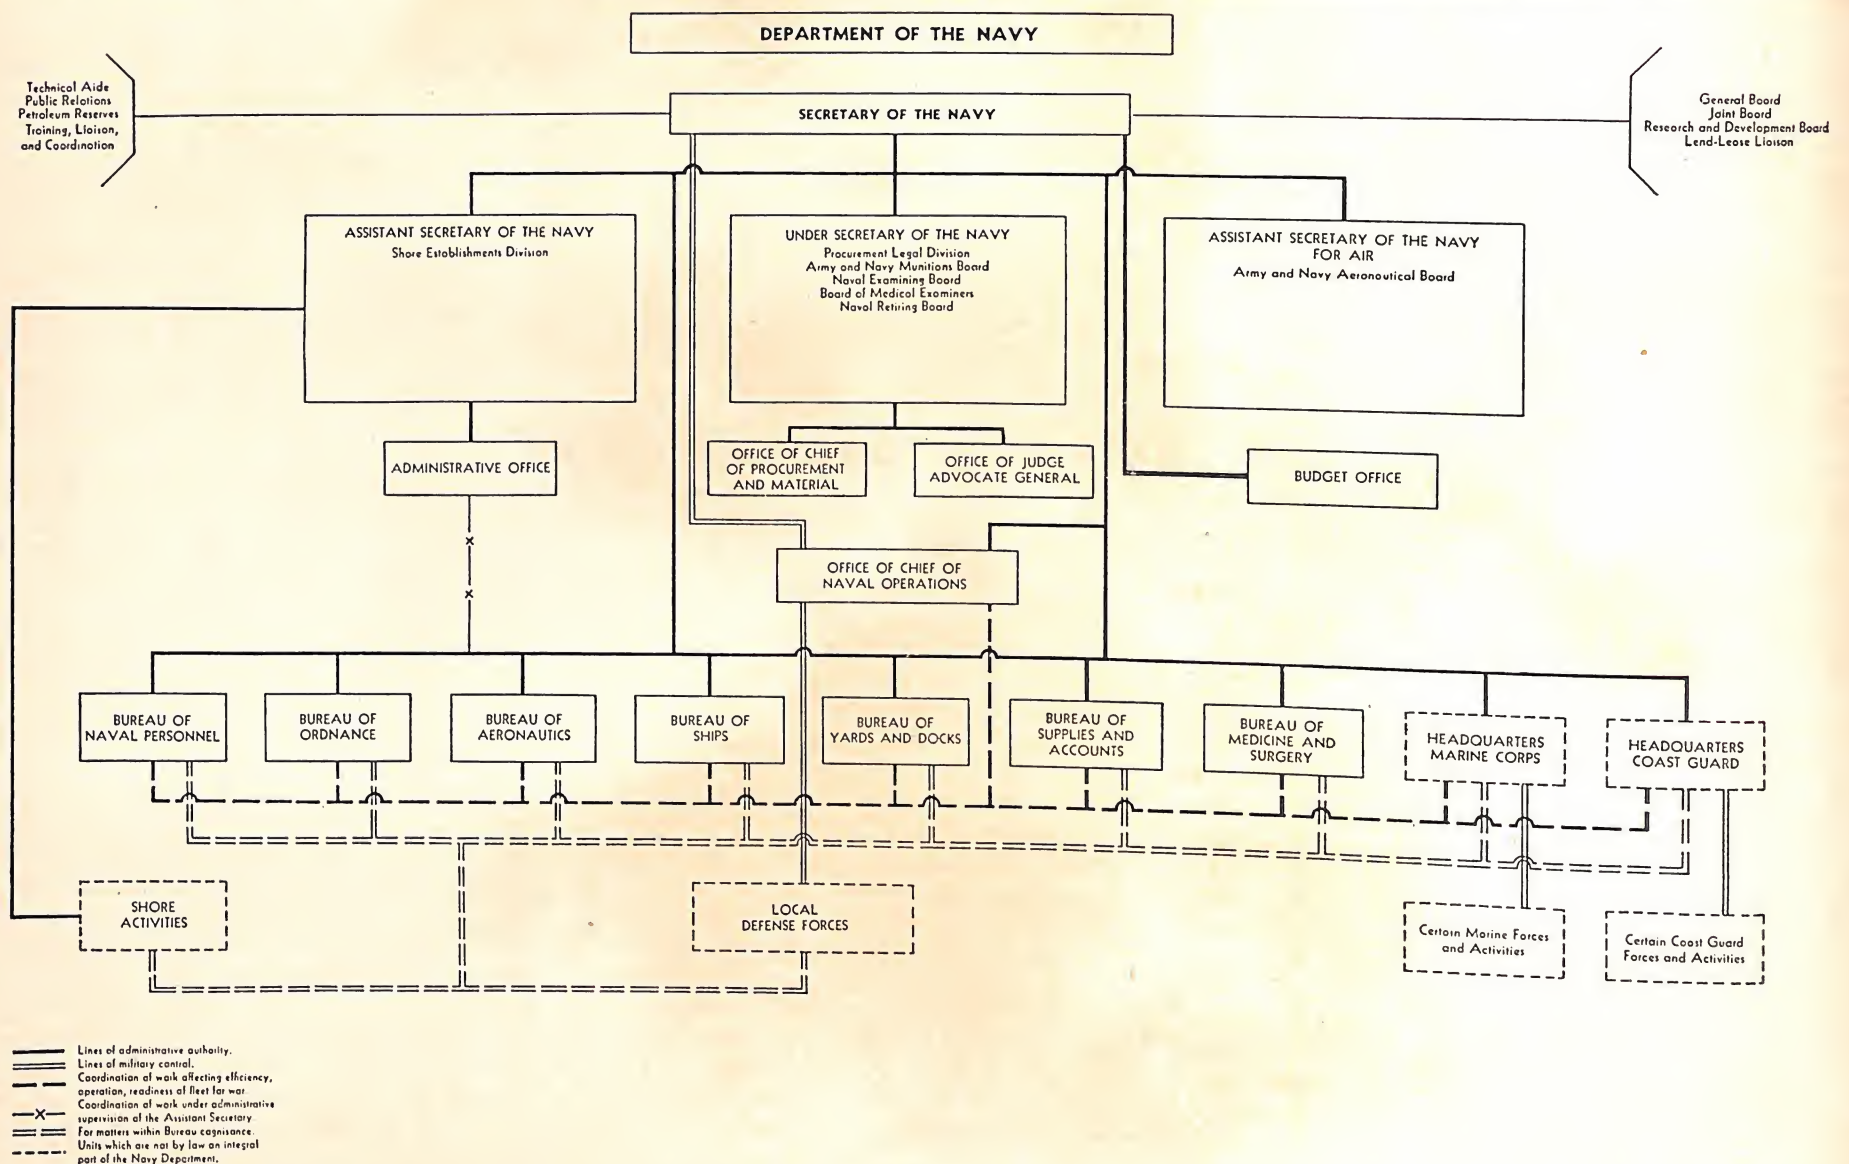 DEPARTMENT OF THE NAVY
Technical Aide
Public Relations
Petroleum Reserves
Training, Liaison,
and Coordination
SECRETARY OF THE NAVY
General Board
Joint Board
Research and Development Board
Lend-Lease Liaison
ASSISTANT SECRETARY OF THE NAVY
Shore Establishments Division
UNDER SECRETARY OF THE NAVY
Procurement Legal Division
Army and Navy Munitions Board
Naval Examining Board
Board of Medical Examiners
Naval Retiring Board
ASSISTANT SECRETARY OF THE NAVY
FOR AIR
Army and Navy Aeronautical Board
ADMINISTRATIVE OFFICE
OFFICE OF CHIEF
OF PROCUREMENT
AND MATERIAL
OFFICE OF JUDGE
ADVOCATE GENERAL
BUDGET OFFICE
OFFICE OF CHIEF OF
NAVAL OPERATIONS
BUREAU OF
NAVAL PERSONNEL
BUREAU OF
ORDNANCE
BUREAU OF
AERONAUTICS
BUREAU OF
SHIPS
BUREAU OF
YARDS AND DOCKS
BUREAU OF
SUPPLIES AND
ACCOUNTS
BUREAU OF
MEDICINE AND
SURGERY
HEADQUARTERS
MARINE CORPS
HEADQUARTERS
COAST GUARD
SHORE
ACTIVITIES
LOCAL
DEFENSE FORCES
Certain Marine Forces
and Activities
Certain Coast Guard
Forces and Activities
Lines of administrative authority.
Lines of military control.
Coordination of work affecting efficiency,
operation, readiness of fleet for war
Coordination of work under administrative
supervision of the Assistant Secretary
For matters within Bureau cognisance.
Units which are not by law an integral
part of the Navy Department.